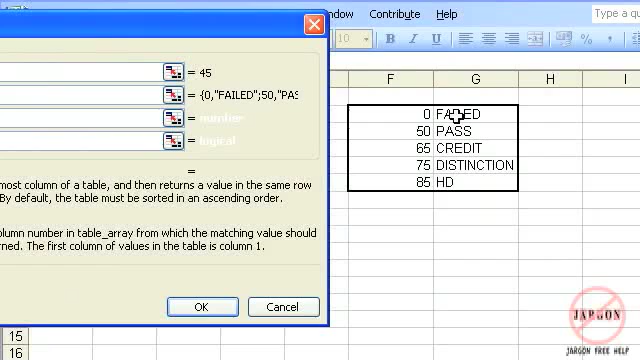 indow Contribute Help Type a qu
10 B I U
F G H I
= 45
= {0,"FAILED";50,"PAS
= number
= logical
=
most column of a table, and then returns a value in the same row
By default, the table must be sorted in an ascending order.
olumn number in table_array from which the matching value should
urned. The first column of values in the table is column 1.
OK Cancel
0 FAILED
50 PASS
65 CREDIT
75 DISTINCTION
85 HD
15
16
JARGON
JARGON FREE HELP